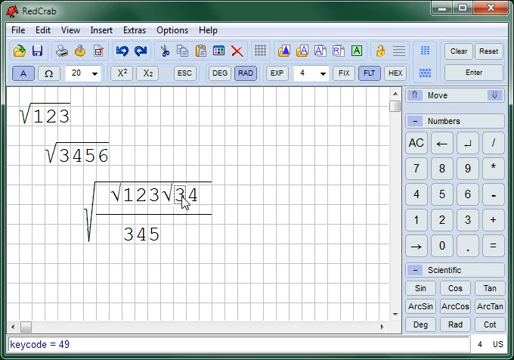 RedCrab
File Edit View Insert Extras Options Help
Clear Reset
A Ω 20 X² X₂ ESC DEG RAD EXP 4 FIX FLT HEX Enter
√123
√3456
√123√34
345
Move
Numbers
AC ← ↵ /
7 8 9 *
4 5 6 -
1 2 3 +
→ 0 . =
Scientific
Sin Cos Tan
ArcSin ArcCos ArcTan
Deg Rad Cot
keycode = 49 4 US